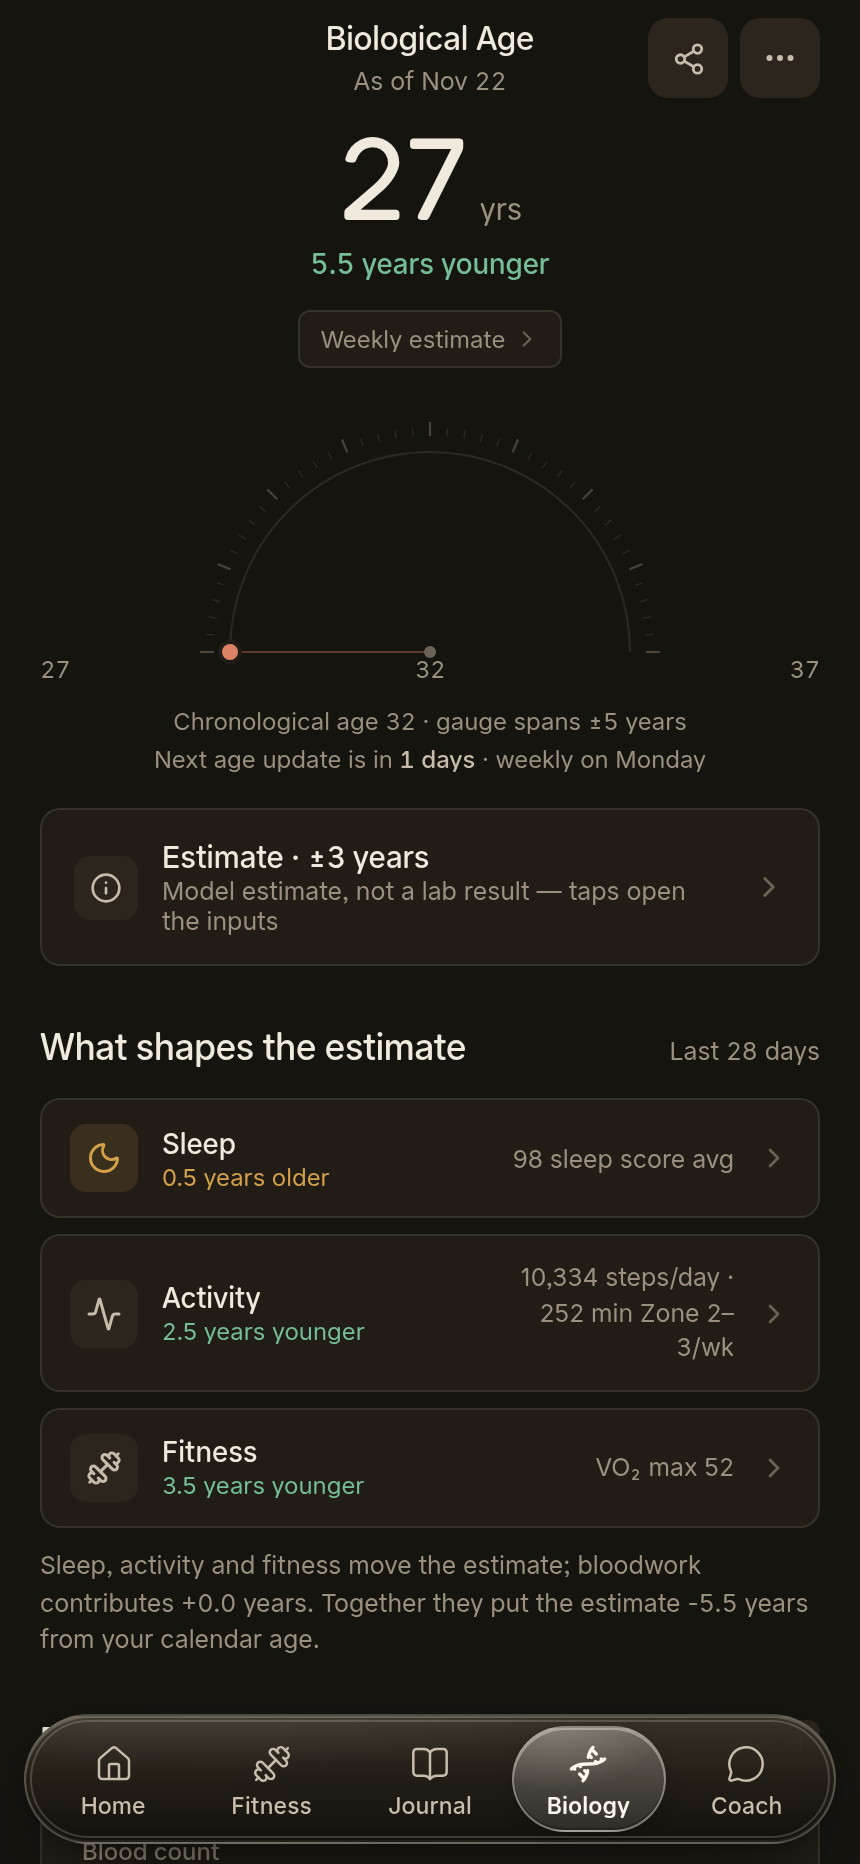 Biological Age
As of Nov 22
27 yrs
5.5 years younger
Weekly estimate
27
32
37
Chronological age 32 · gauge spans ±5 years
Next age update is in 1 days · weekly on Monday
Estimate · ±3 years
Model estimate, not a lab result — taps open
the inputs
What shapes the estimate
Last 28 days
Sleep
0.5 years older
98 sleep score avg
Activity
2.5 years younger
10,334 steps/day ·
252 min Zone 2–
3/wk
Fitness
3.5 years younger
VO₂ max 52
Sleep, activity and fitness move the estimate; bloodwork
contributes +0.0 years. Together they put the estimate -5.5 years
from your calendar age.
Home
Fitness
Journal
Biology
Coach
Blood count